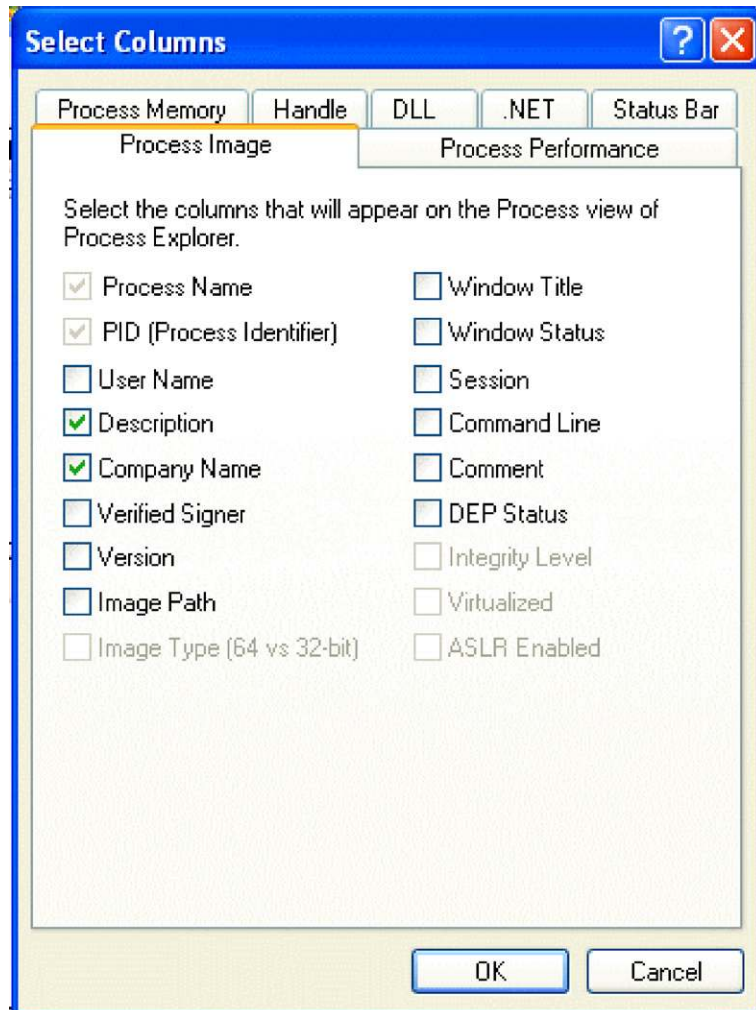 Select Columns
Process Memory Handle DLL .NET Status Bar
Process Image Process Performance
Select the columns that will appear on the Process view of
Process Explorer.
Process Name
PID (Process Identifier)
User Name
Description
Company Name
Verified Signer
Version
Image Path
Image Type (64 vs 32-bit)
Window Title
Window Status
Session
Command Line
Comment
DEP Status
Integrity Level
Virtualized
ASLR Enabled
OK Cancel